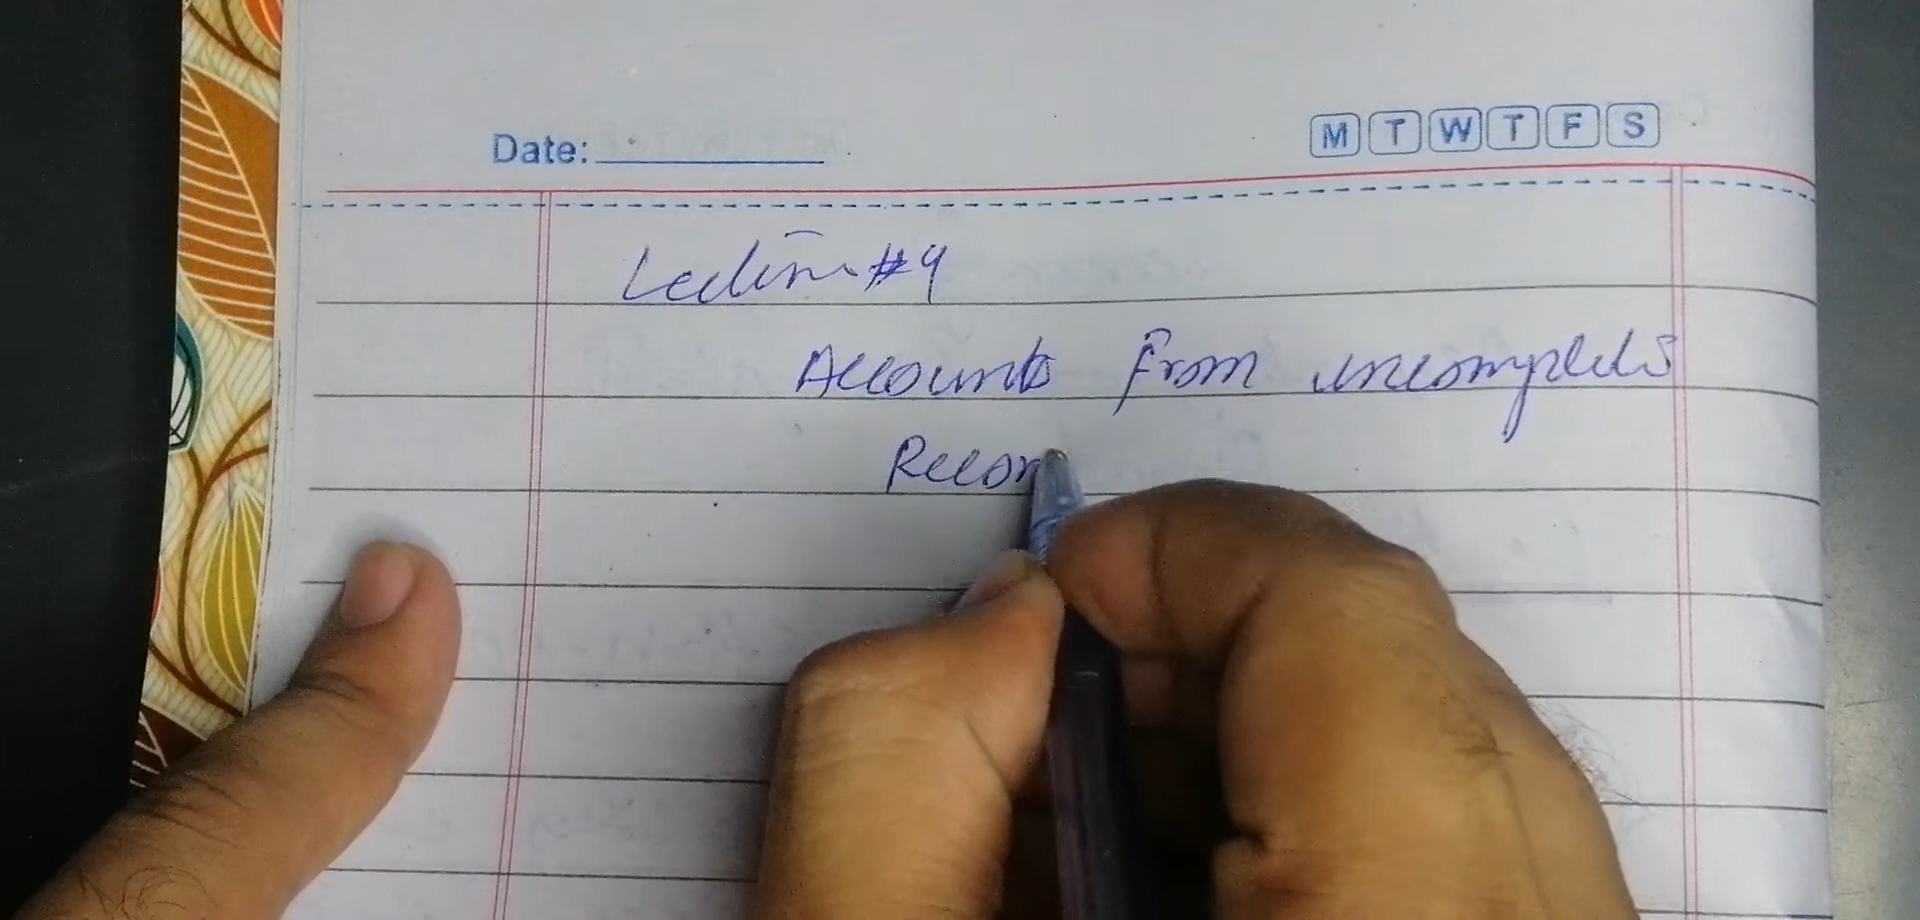 Date:
M T W T F S
Lecture #9
Accounts From incomplete
Recor